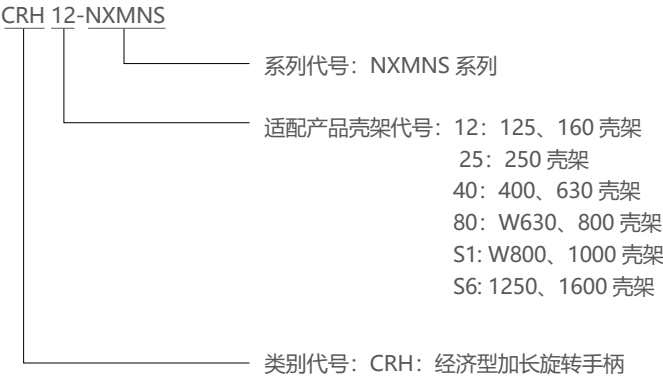 CRH 12-NXMNS
系列代号：NXMNS 系列
适配产品壳架代号：12：125、160 壳架
25：250 壳架
40：400、630 壳架
80：W630、800 壳架
S1: W800、1000 壳架
S6: 1250、1600 壳架
类别代号：CRH：经济型加长旋转手柄